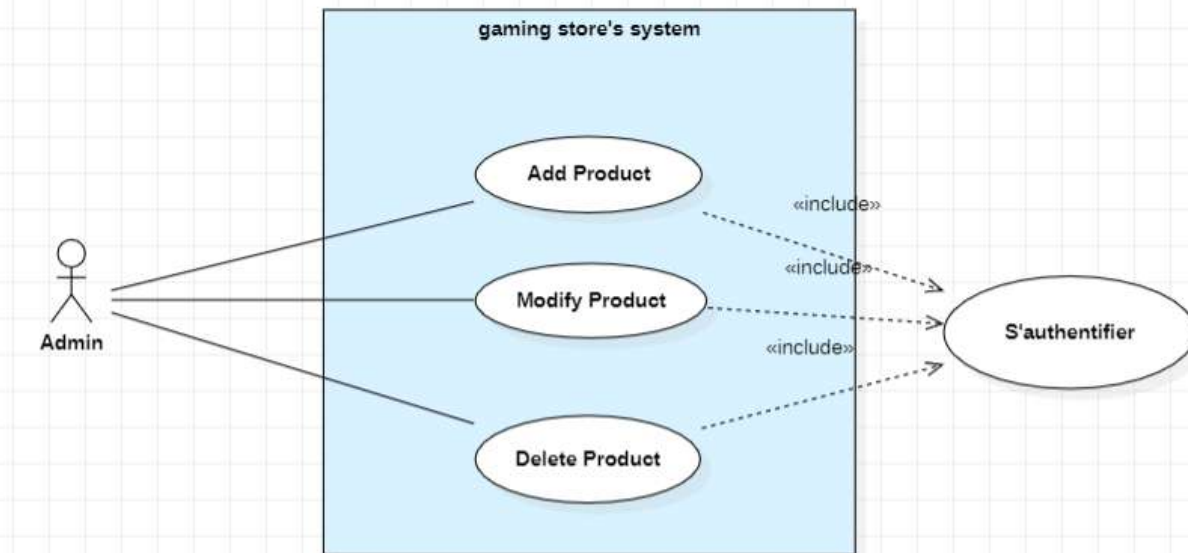 gaming store's system
Add Product
«include»
«include»
Modify Product
S'authentifier
Admin
«include»
Delete Product